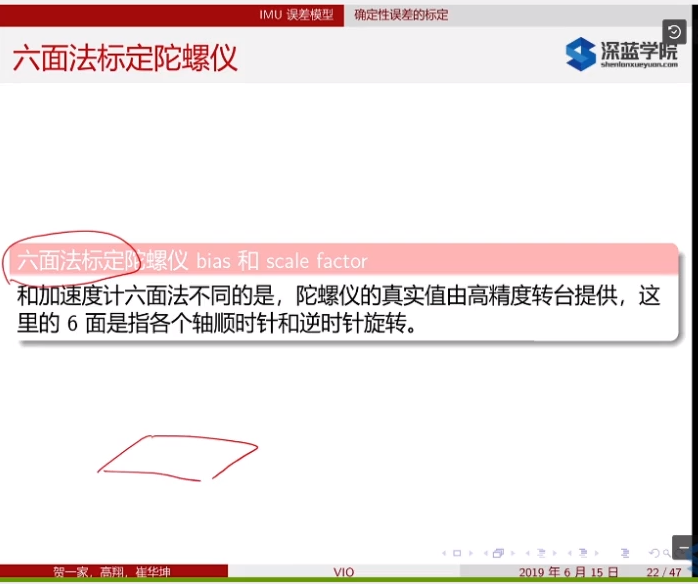 IMU 误差模型 确定性误差的标定
六面法标定陀螺仪
深蓝学院
shenlanxueyuan.com
六面法标定陀螺仪 bias 和 scale factor
和加速度计六面法不同的是，陀螺仪的真实值由高精度转台提供，这
里的 6 面是指各个轴顺时针和逆时针旋转。
贺一家，高翔，崔华坤 VIO 2019 年 6 月 15 日 22 / 47